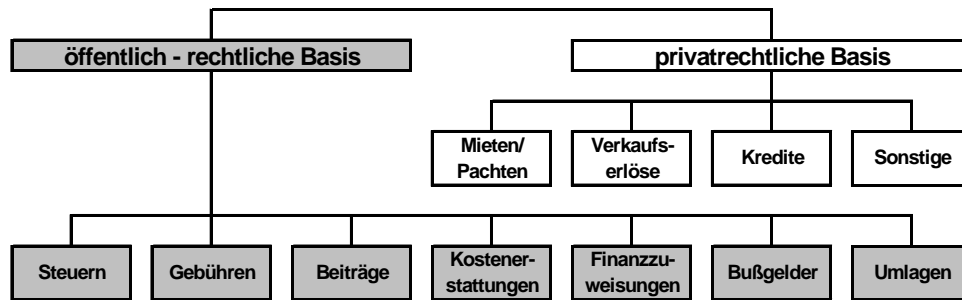 öffentlich - rechtliche Basis
privatrechtliche Basis
Mieten/
Pachten
Verkaufs-
erlöse
Kredite
Sonstige
Steuern
Gebühren
Beiträge
Kostener-
stattungen
Finanzzu-
weisungen
Bußgelder
Umlagen